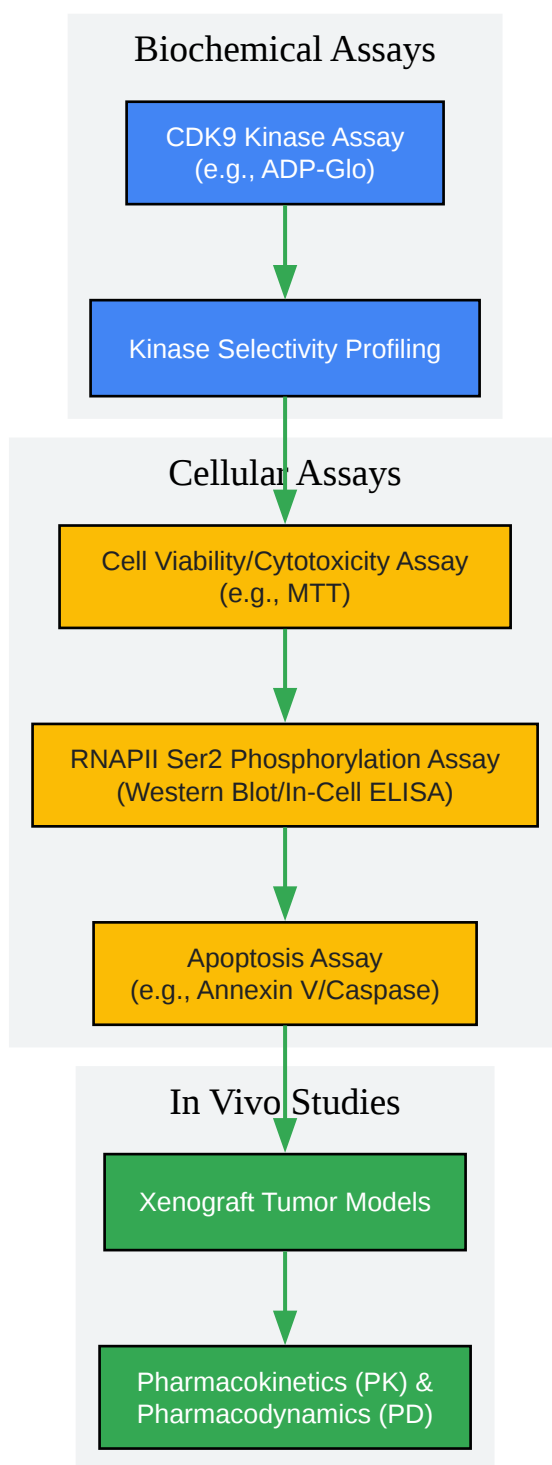 Biochemical Assays
CDK9 Kinase Assay
(e.g., ADP-Glo)
Kinase Selectivity Profiling
Cellular Assays
Cell Viability/Cytotoxicity Assay
(e.g., MTT)
RNAPII Ser2 Phosphorylation Assay
(Western Blot/In-Cell ELISA)
Apoptosis Assay
(e.g., Annexin V/Caspase)
In Vivo Studies
Xenograft Tumor Models
Pharmacokinetics (PK) &
Pharmacodynamics (PD)